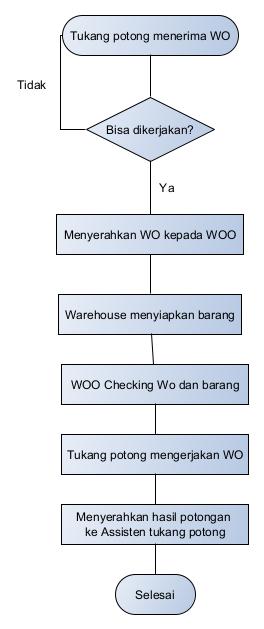 Tukang potong menerima WO
Tidak
Bisa dikerjakan?
Ya
Menyerahkan WO kepada WOO
Warehouse menyiapkan barang
WOO Checking Wo dan barang
Tukang potong mengerjakan WO
Menyerahkan hasil potongan
ke Assisten tukang potong
Selesai